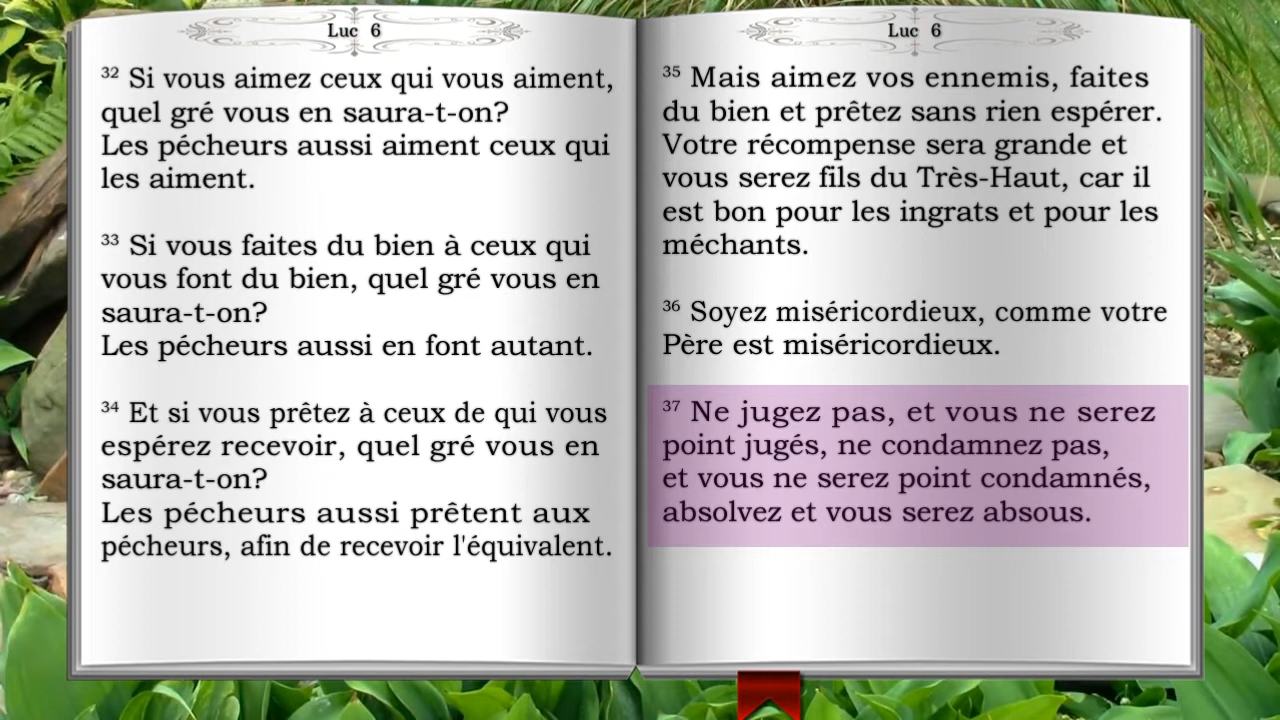 Luc 6
32 Si vous aimez ceux qui vous aiment,
quel gré vous en saura-t-on?
Les pécheurs aussi aiment ceux qui
les aiment.
33 Si vous faites du bien à ceux qui
vous font du bien, quel gré vous en
saura-t-on?
Les pécheurs aussi en font autant.
34 Et si vous prêtez à ceux de qui vous
espérez recevoir, quel gré vous en
saura-t-on?
Les pécheurs aussi prêtent aux
pécheurs, afin de recevoir l'équivalent.
Luc 6
35 Mais aimez vos ennemis, faites
du bien et prêtez sans rien espérer.
Votre récompense sera grande et
vous serez fils du Très-Haut, car il
est bon pour les ingrats et pour les
méchants.
36 Soyez miséricordieux, comme votre
Père est miséricordieux.
37 Ne jugez pas, et vous ne serez
point jugés, ne condamnez pas,
et vous ne serez point condamnés,
absolvez et vous serez absous.